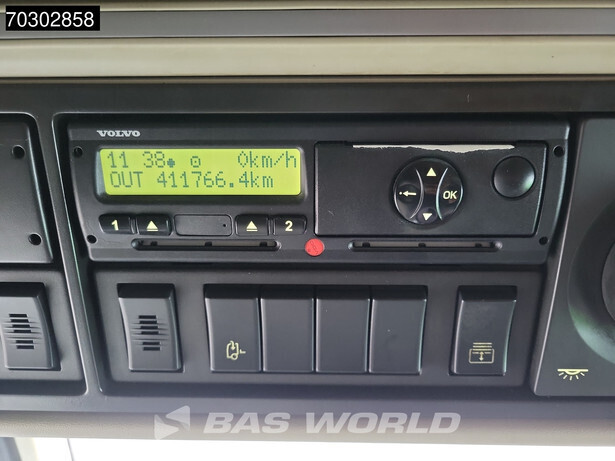 70302858
VOLVO
11 38 0km/h
OUT 411766.4km
1 2
OK
BAS WORLD